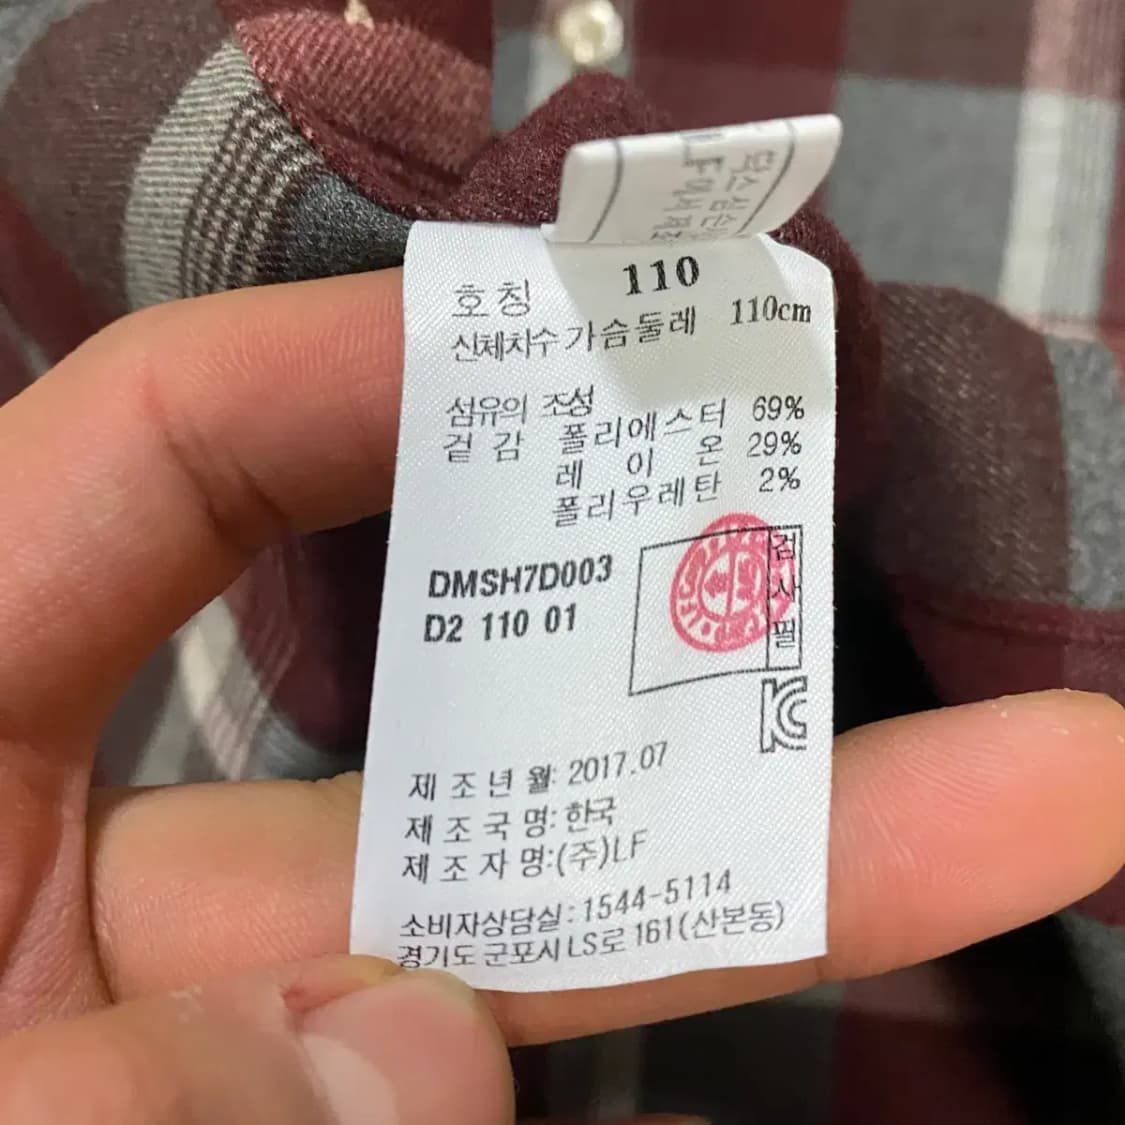 호칭 110
신체치수 가슴둘레 110cm
섬유의 조성
겉감 폴리에스터 69%
레이온 29%
폴리우레탄 2%
DMSH7D003
D2 110 01
검사필
KC
제조년월: 2017.07
제조국명: 한국
제조자명:(주)LF
소비자상담실: 1544-5114
경기도 군포시 LS로 161(산본동)